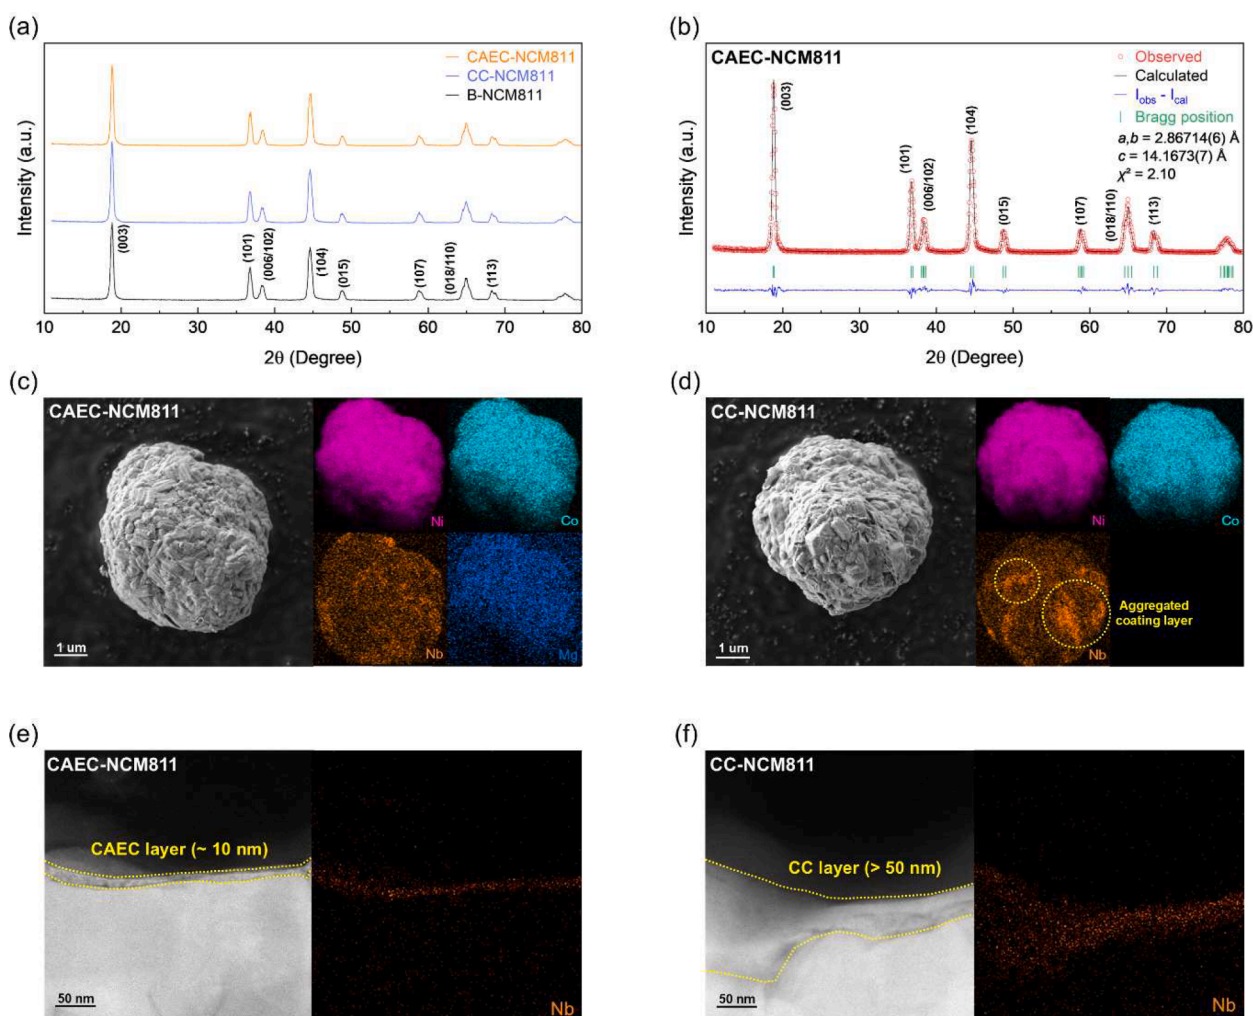 (a)
CAEC-NCM811
CC-NCM811
B-NCM811
Intensity (a.u.)
(003)
(101)
(006/102)
(104)
(015)
(107)
(018/110)
(113)
10 20 30 40 50 60 70 80
2θ (Degree)
(b)
CAEC-NCM811
Observed
Calculated
I_obs - I_cal
Bragg position
a,b = 2.86714(6) Å
c = 14.1673(7) Å
χ² = 2.10
Intensity (a.u.)
(003)
(101)
(006/102)
(104)
(015)
(107)
(018/110)
(113)
10 20 30 40 50 60 70 80
2θ (Degree)
(c)
CAEC-NCM811
1 um
Ni
Co
Nb
Mg
(d)
CC-NCM811
1 um
Ni
Co
Nb
Aggregated
coating layer
(e)
CAEC-NCM811
CAEC layer (~ 10 nm)
50 nm
Nb
(f)
CC-NCM811
CC layer (> 50 nm)
50 nm
Nb